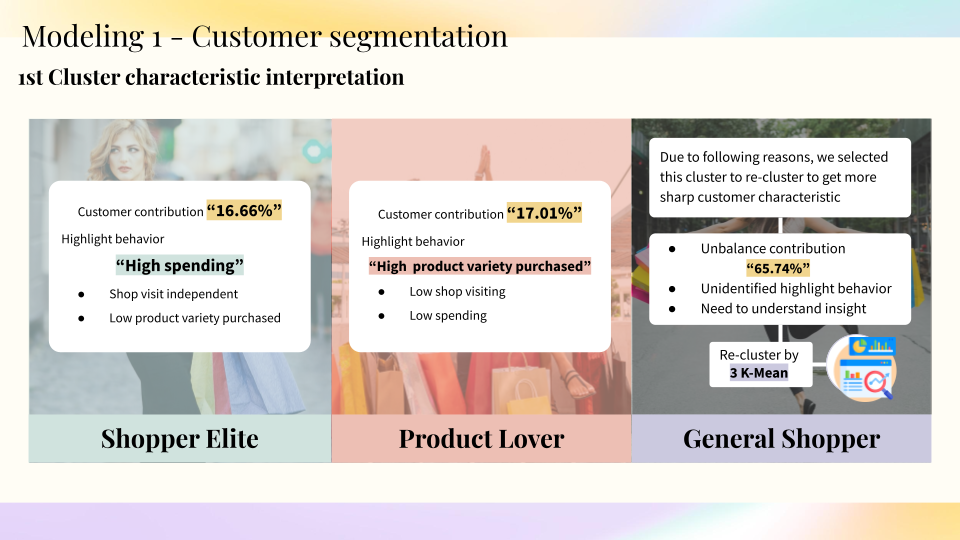 Modeling 1 - Customer segmentation
1st Cluster characteristic interpretation
Customer contribution “16.66%”
Highlight behavior
“High spending”
● Shop visit independent
● Low product variety purchased
Shopper Elite
Customer contribution “17.01%”
Highlight behavior
“High product variety purchased”
● Low shop visiting
● Low spending
Product Lover
Due to following reasons, we selected
this cluster to re-cluster to get more
sharp customer characteristic
● Unbalance contribution
“65.74%”
● Unidentified highlight behavior
● Need to understand insight
Re-cluster by
3 K-Mean
General Shopper